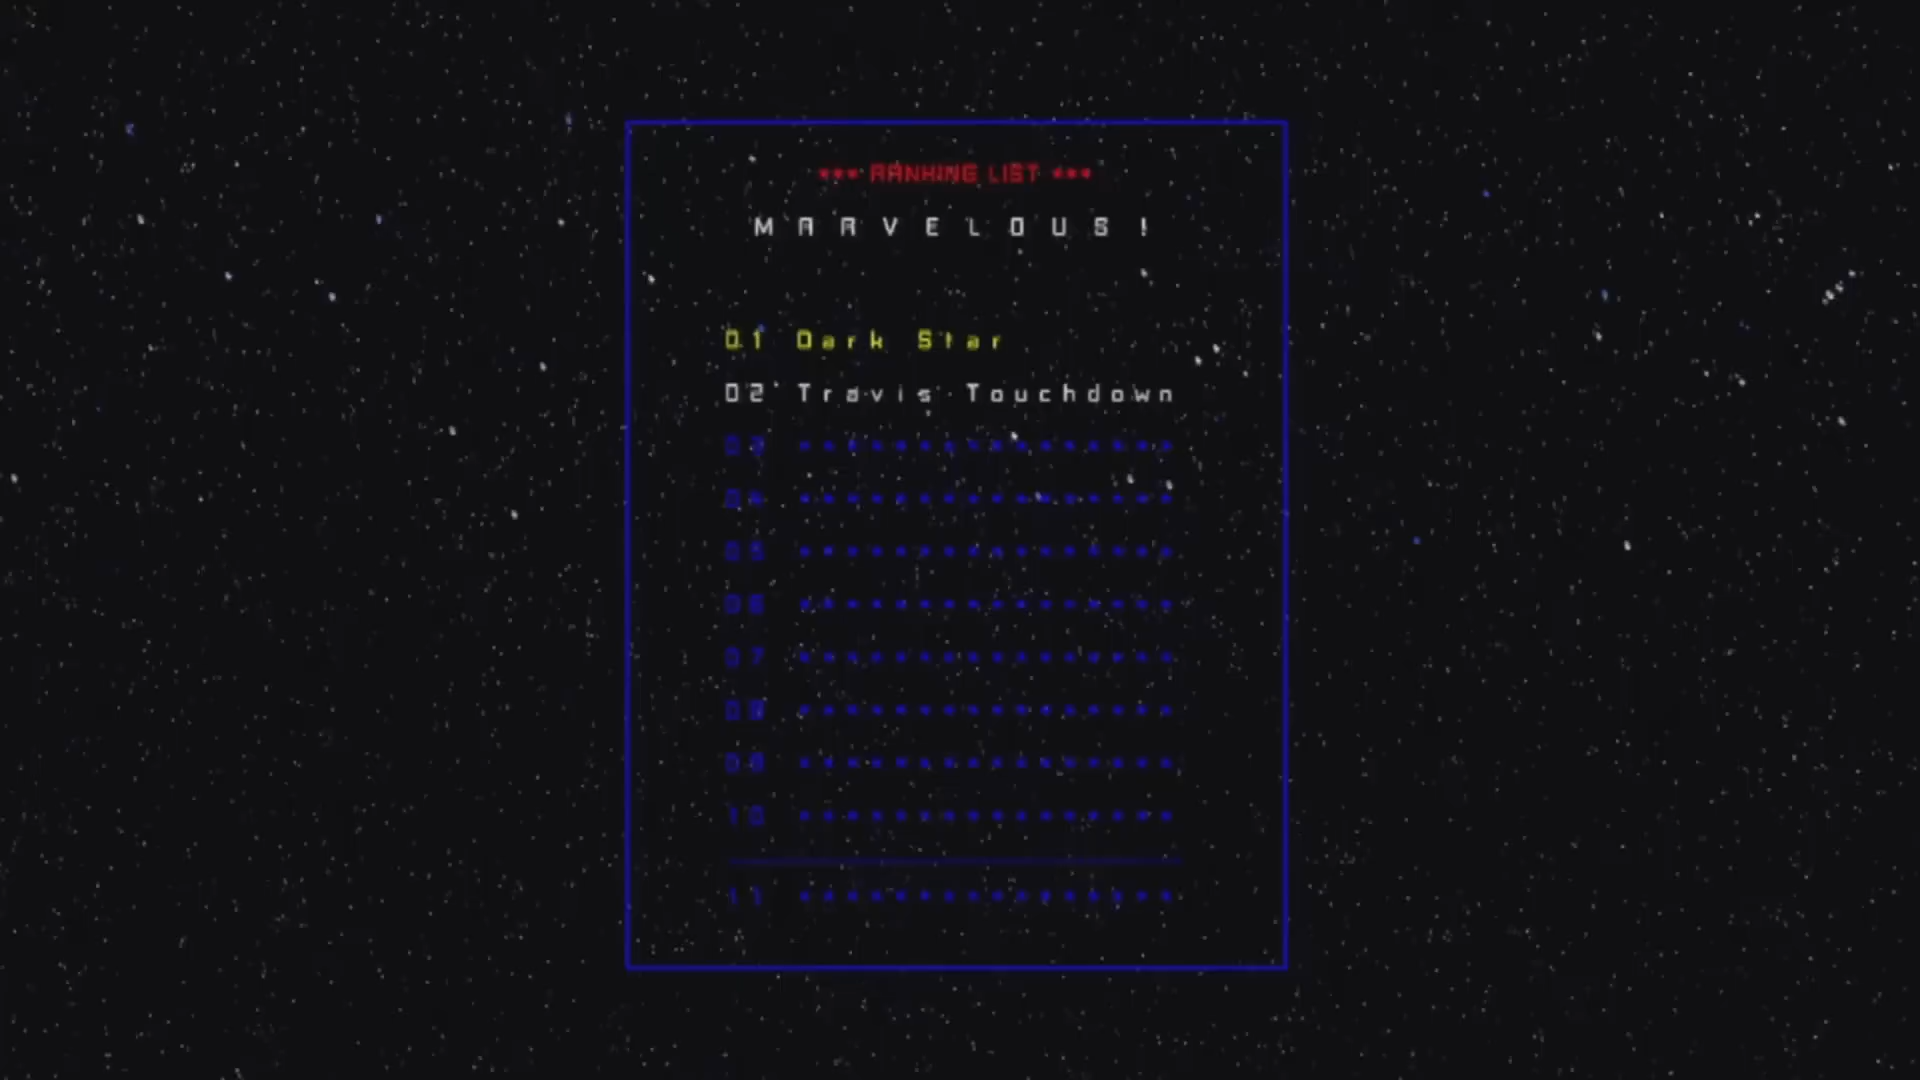 *** RANKING LIST ***
MARVELOUS!
01 Dark Star
02 Travis Touchdown
03 ................
04 ................
05 ................
06 ................
07 ................
08 ................
09 ................
10 ................
11 ................